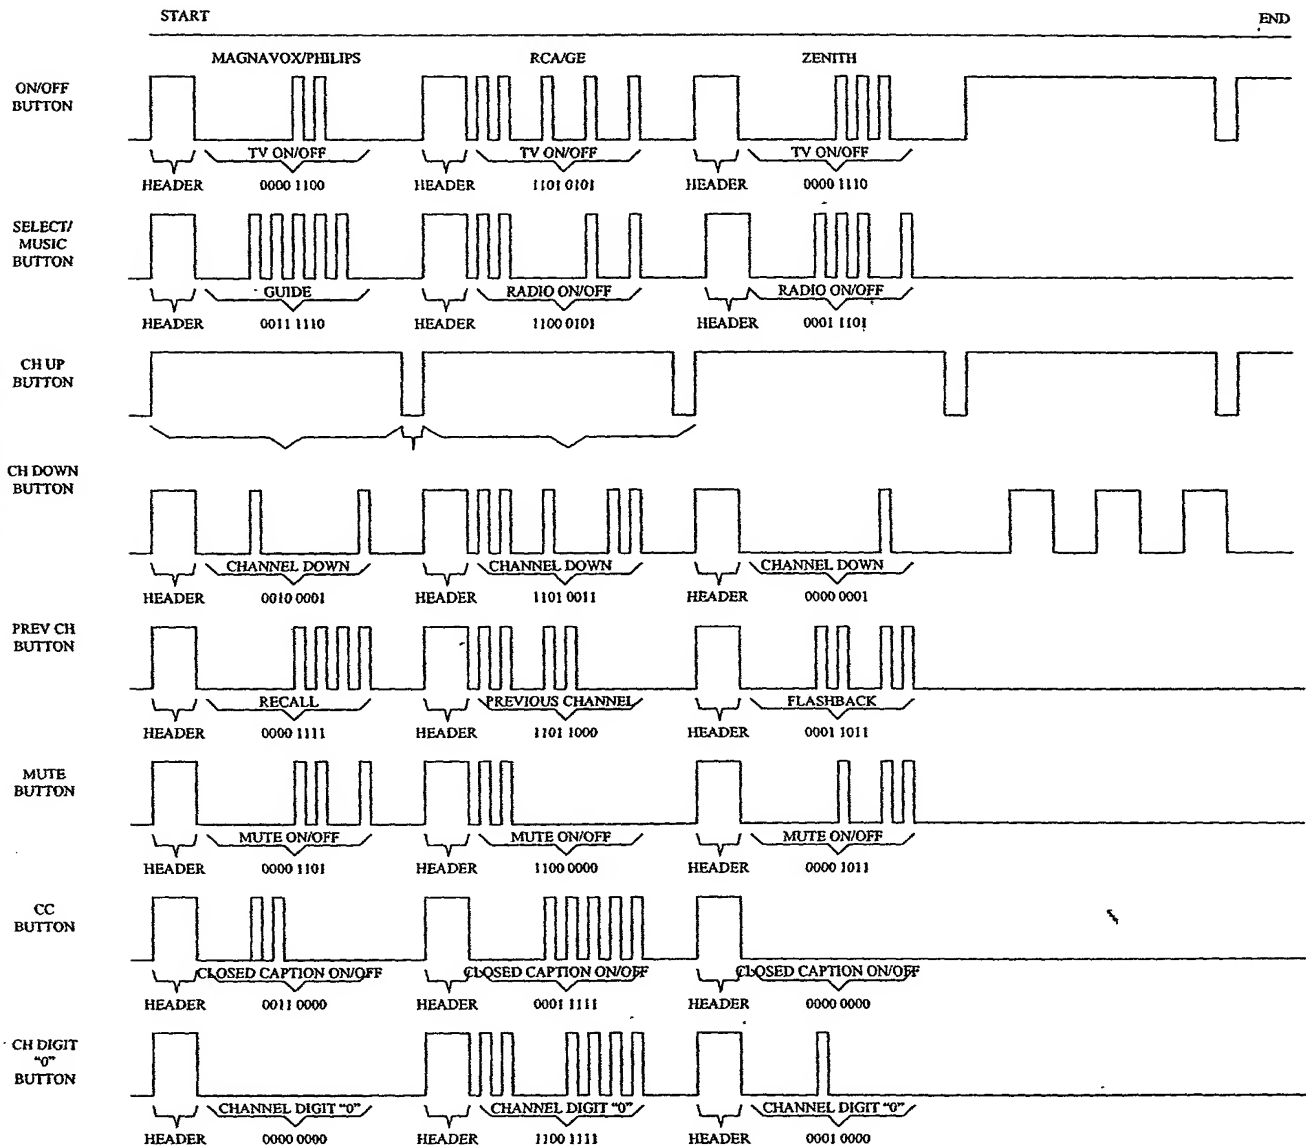 START END
MAGNAVOX/PHILIPS RCA/GE ZENITH
ON/OFF
BUTTON
TV ON/OFF TV ON/OFF TV ON/OFF
HEADER 0000 1100 HEADER 1101 0101 HEADER 0000 1110
SELECT/
MUSIC
BUTTON
GUIDE RADIO ON/OFF RADIO ON/OFF
HEADER 0011 1110 HEADER 1100 0101 HEADER 0001 1101
CH UP
BUTTON
CH DOWN
BUTTON
CHANNEL DOWN CHANNEL DOWN CHANNEL DOWN
HEADER 0010 0001 HEADER 1101 0011 HEADER 0000 0001
PREV CH
BUTTON
RECALL PREVIOUS CHANNEL FLASHBACK
HEADER 0000 1111 HEADER 1101 1000 HEADER 0001 1011
MUTE
BUTTON
MUTE ON/OFF MUTE ON/OFF MUTE ON/OFF
HEADER 0000 1101 HEADER 1100 0000 HEADER 0000 1011
CC
BUTTON
CLOSED CAPTION ON/OFF CLOSED CAPTION ON/OFF CLOSED CAPTION ON/OFF
HEADER 0011 0000 HEADER 0001 1111 HEADER 0000 0000
CH DIGIT
"0"
BUTTON
CHANNEL DIGIT "0" CHANNEL DIGIT "0" CHANNEL DIGIT "0"
HEADER 0000 0000 HEADER 1100 1111 HEADER 0001 0000